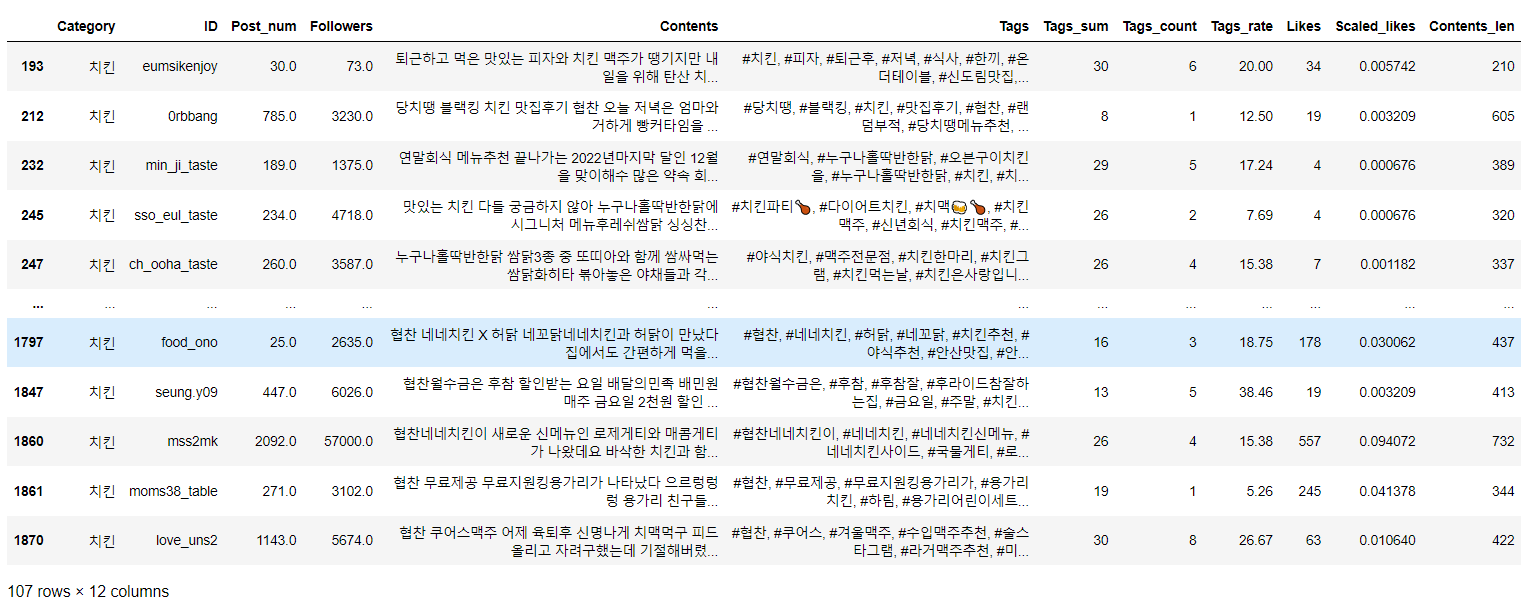 Category ID Post_num Followers Contents Tags Tags_sum Tags_count Tags_rate Likes Scaled_likes Contents_len
193 치킨 eumsikenjoy 30.0 73.0 퇴근하고 먹은 맛있는 피자와 치킨 맥주가 땡기지만 내 #치킨, #피자, #퇴근후, #저녁, #식사, #한끼, #온 30 6 20.00 34 0.005742 210
일을 위해 탄산 치... 더테이블, #신도림맛집,...
212 치킨 0rbbang 785.0 3230.0 당치땡 블랙킹 치킨 맛집후기 협찬 오늘 저녁은 엄마와 #당치땡, #블랙킹, #치킨, #맛집후기, #협찬, #랜 8 1 12.50 19 0.003209 605
거하게 빵커타임을 ... 덤부적, #당치땡메뉴추천, ...
232 치킨 min_ji_taste 189.0 1375.0 연말회식 메뉴추천 끝나가는 2022년마지막 달인 12월 #연말회식, #누구나홀딱반한닭, #오븐구이치킨 29 5 17.24 4 0.000676 389
을 맞이해수 많은 약속 회... 을, #누구나홀딱반한닭, #치킨, #치...
245 치킨 sso_eul_taste 234.0 4718.0 맛있는 치킨 다들 궁금하지 않아 누구나홀딱반한닭에 #치킨파티🍗, #다이어트치킨, #치맥🍻🍗, #치킨 26 2 7.69 4 0.000676 320
시그니처 메뉴후레쉬쌈닭 싱싱찬... 맥주, #신년회식, #치킨맥주, #...
247 치킨 ch_ooha_taste 260.0 3587.0 누구나홀딱반한닭 쌈닭3종 중 또띠아와 함께 쌈싸먹는 #야식치킨, #맥주전문점, #치킨한마리, #치킨그 26 4 15.38 7 0.001182 337
쌈닭화히타 볶아놓은 야채들과 각... 램, #치킨먹는날, #치킨은사랑입니...
... ... ... ... ... ... ... ... ... ... ... ... ...
1797 치킨 food_ono 25.0 2635.0 협찬 네네치킨 X 허닭 네꼬닭네네치킨과 허닭이 만났다 #협찬, #네네치킨, #허닭, #네꼬닭, #치킨추천, # 16 3 18.75 178 0.030062 437
집에서도 간편하게 먹을... 야식추천, #안산맛집, #안...
1847 치킨 seung.y09 447.0 6026.0 협찬월수금은 후참 할인받는 요일 배달의민족 배민원 #협찬월수금은, #후참, #후참잘, #후라이드참잘하 13 5 38.46 19 0.003209 413
매주 금요일 2천원 할인 ... 는집, #금요일, #주말, #치킨...
1860 치킨 mss2mk 2092.0 57000.0 협찬네네치킨이 새로운 신메뉴인 로제게티와 매콤게티 #협찬네네치킨이, #네네치킨, #네네치킨신메뉴, # 26 4 15.38 557 0.094072 732
가 나왔데요 바삭한 치킨과 함... 네네치킨사이드, #국물게티, #로...
1861 치킨 moms38_table 271.0 3102.0 협찬 무료제공 무료지원킹용가리가 나타났다 으르렁렁 #협찬, #무료제공, #무료지원킹용가리가, #용가리 19 1 5.26 245 0.041378 344
렁 용가리 친구들... 치킨, #하림, #용가리어린이세트...
1870 치킨 love_uns2 1143.0 5674.0 협찬 쿠어스맥주 어제 육퇴후 신명나게 치맥먹구 피드 #협찬, #쿠어스, #겨울맥주, #수입맥주추천, #술스 30 8 26.67 63 0.010640 422
올리고 자려구했는데 기절해버렸... 타그램, #라거맥주추천, #미...
107 rows × 12 columns